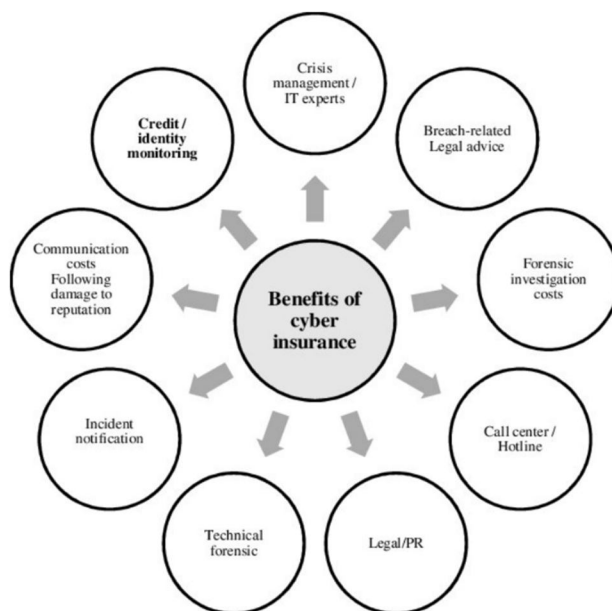 Crisis
management /
IT experts
Credit /
identity
monitoring
Breach-related
Legal advice
Communication
costs
Following
damage to
reputation
Benefits of
cyber
insurance
Forensic
investigation
costs
Incident
notification
Call center /
Hotline
Technical
forensic
Legal/PR